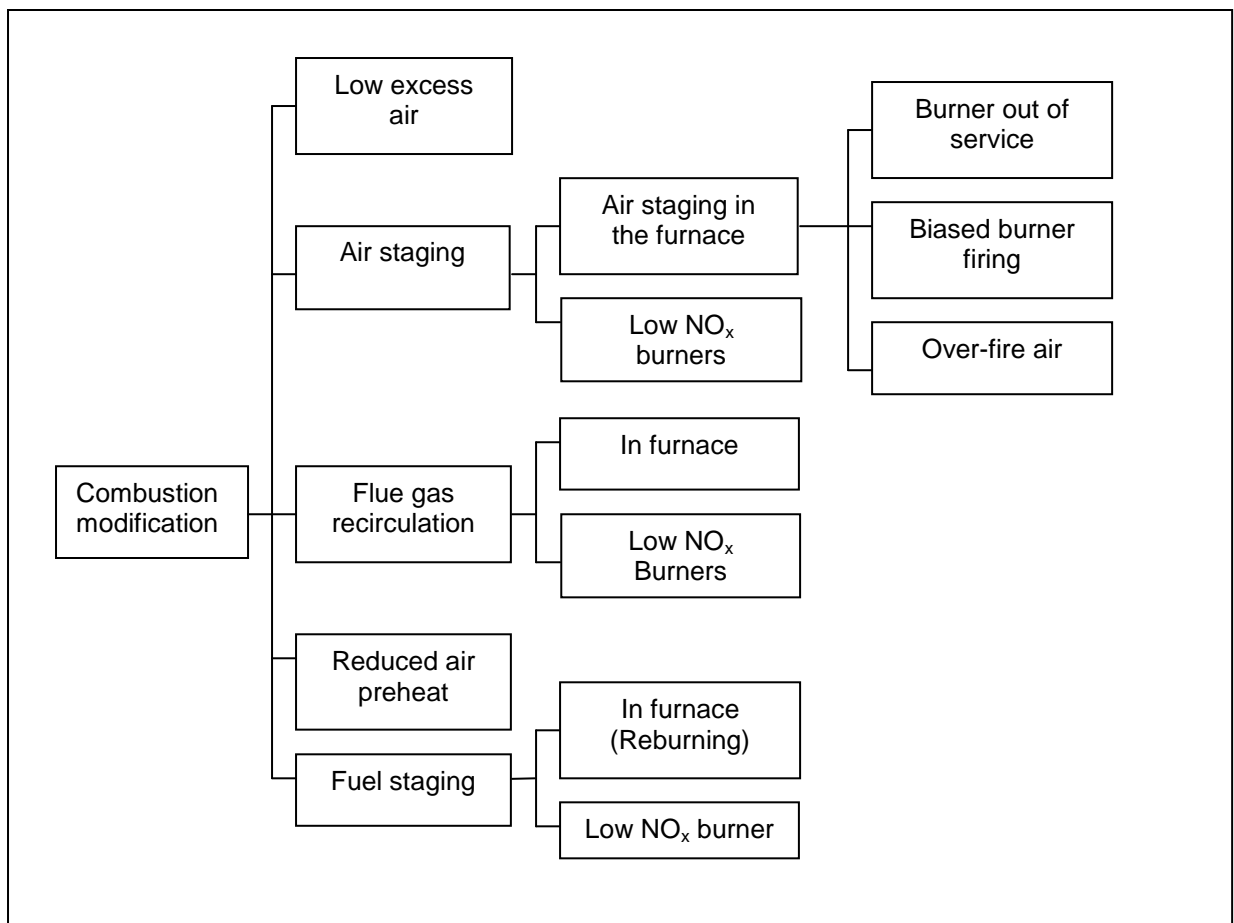 Low excess
air
Burner out of
service
Air staging in
the furnace
Biased burner
firing
Air staging
Low NOx
burners
Over-fire air
In furnace
Combustion
modification
Flue gas
recirculation
Low NOx
Burners
Reduced air
preheat
In furnace
(Reburning)
Fuel staging
Low NOx burner